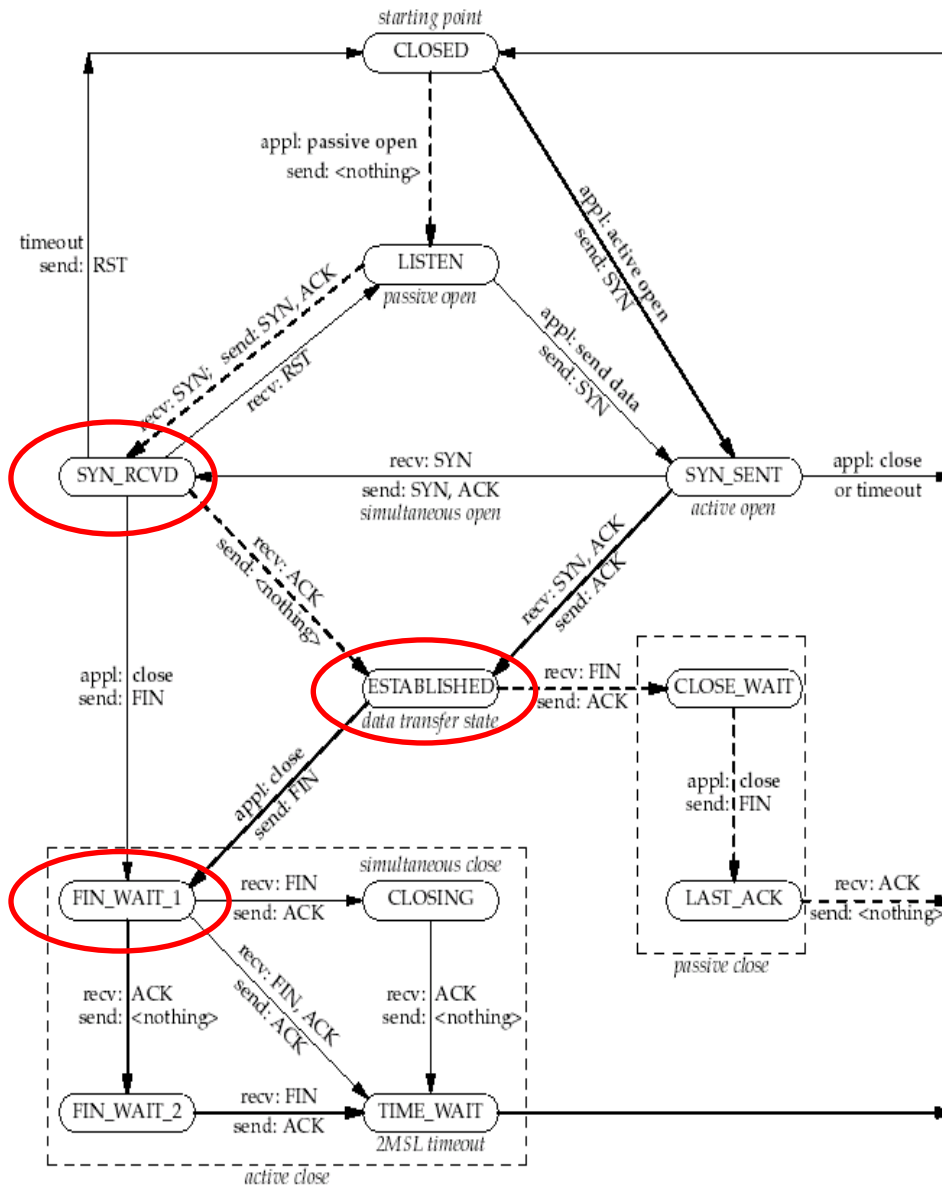 starting point
CLOSED
appl: passive open
send: <nothing>
appl: active open
send: SYN
timeout
send: RST
LISTEN
passive open
recv: SYN; send: SYN, ACK
recv: RST
appl: send data
send: SYN
SYN_RCVD
recv: SYN
send: SYN, ACK
simultaneous open
SYN_SENT
active open
appl: close
or timeout
recv: ACK
send: <nothing>
recv: SYN, ACK
send: ACK
appl: close
send: FIN
ESTABLISHED
data transfer state
recv: FIN
send: ACK
CLOSE_WAIT
appl: close
send: FIN
appl: close
send: FIN
simultaneous close
FIN_WAIT_1
recv: FIN
send: ACK
CLOSING
LAST_ACK
recv: ACK
send: <nothing>
passive close
recv: ACK
send: <nothing>
recv: FIN, ACK
send: ACK
recv: ACK
send: <nothing>
FIN_WAIT_2
recv: FIN
send: ACK
TIME_WAIT
2MSL timeout
active close